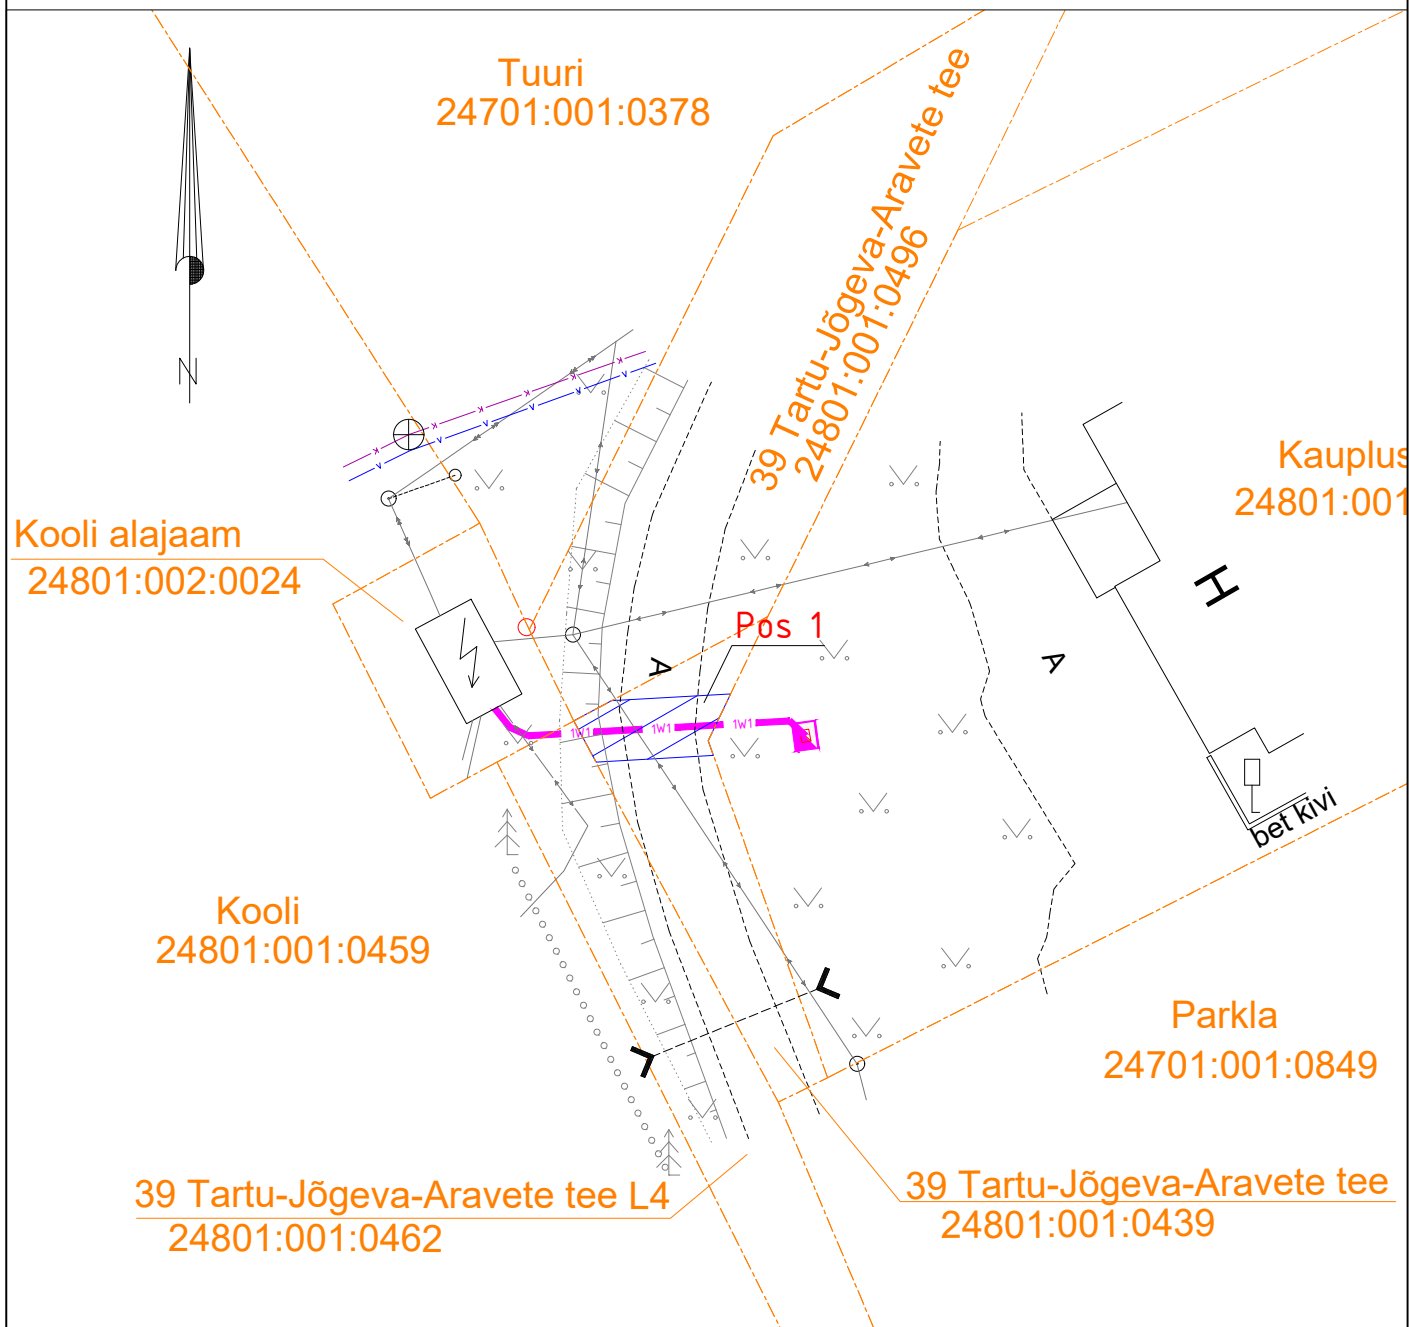 Tuuri
24701:001:0378
39 Tartu-Jõgeva-Aravete tee
24801:001:0496
N
K K K K K K
V V V V V V
Kauplus
24801:001
Kooli alajaam
24801:002:0024
H
Pos 1
A
A
1W1 1W1 1W1
bet kivi
Kooli
24801:001:0459
Parkla
24701:001:0849
39 Tartu-Jõgeva-Aravete tee L4
24801:001:0462
39 Tartu-Jõgeva-Aravete tee
24801:001:0439